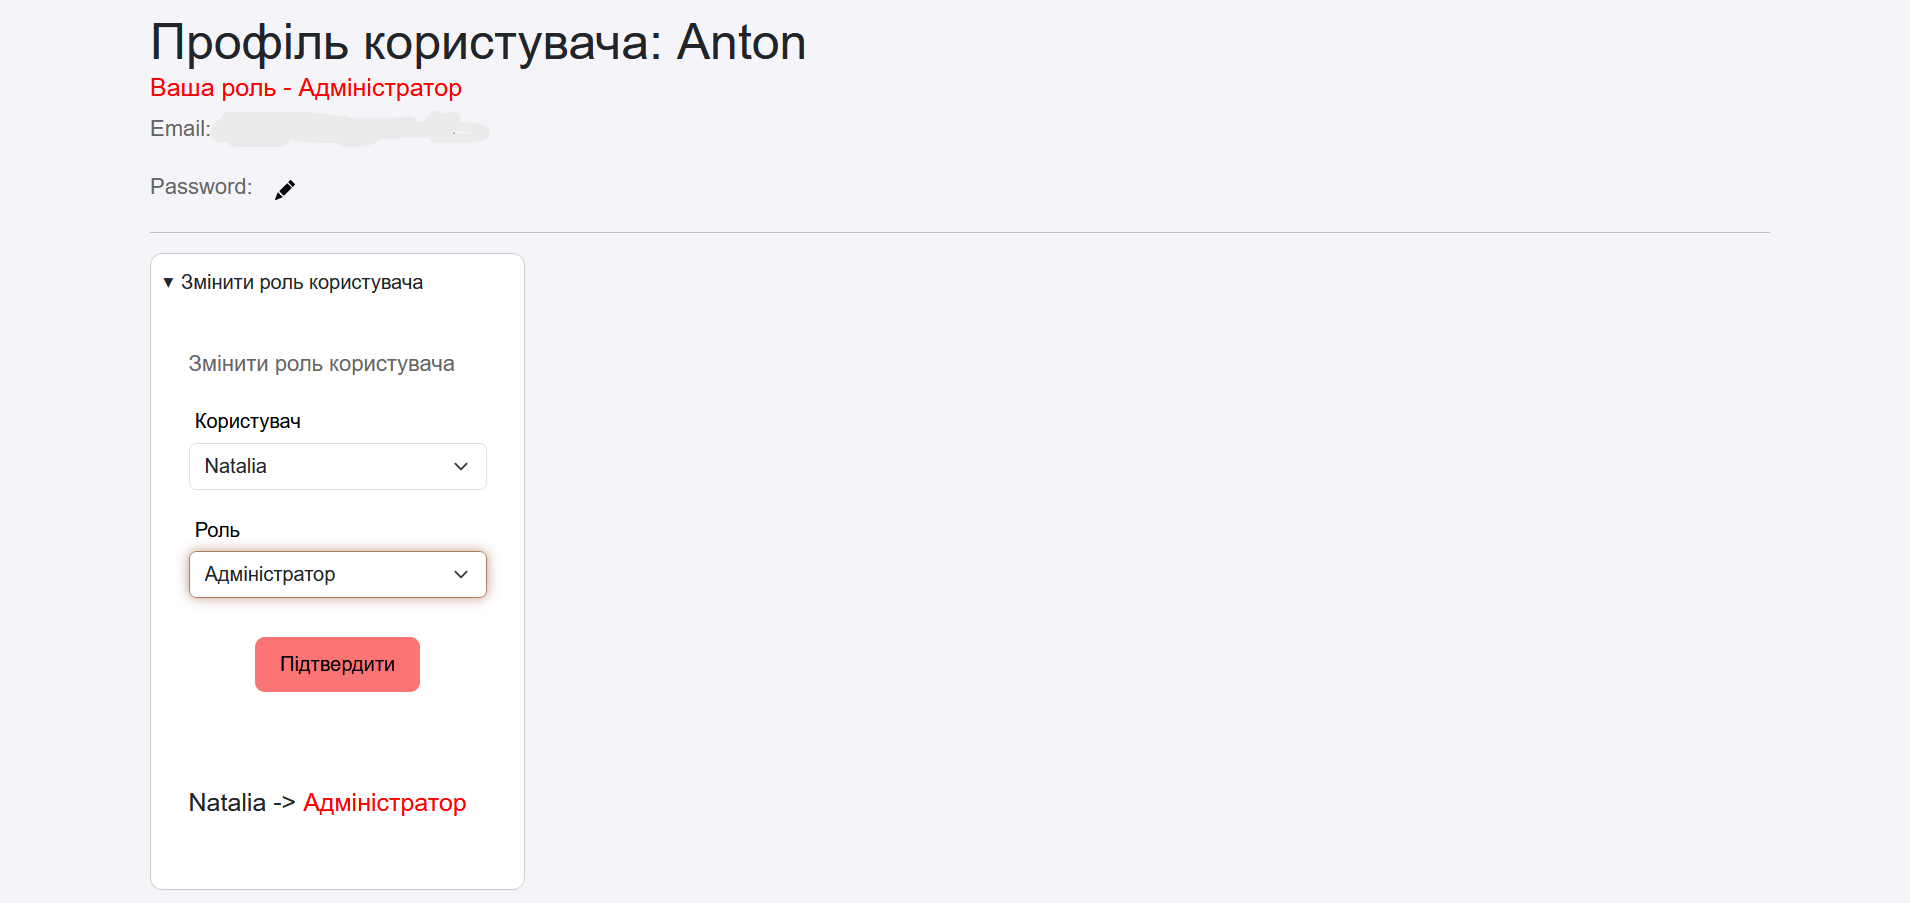 Профіль користувача: Anton
Ваша роль - Адміністратор
Email:
Password:
▼ Змінити роль користувача
Змінити роль користувача
Користувач
Natalia
Роль
Адміністратор
Підтвердити
Natalia -> Адміністратор